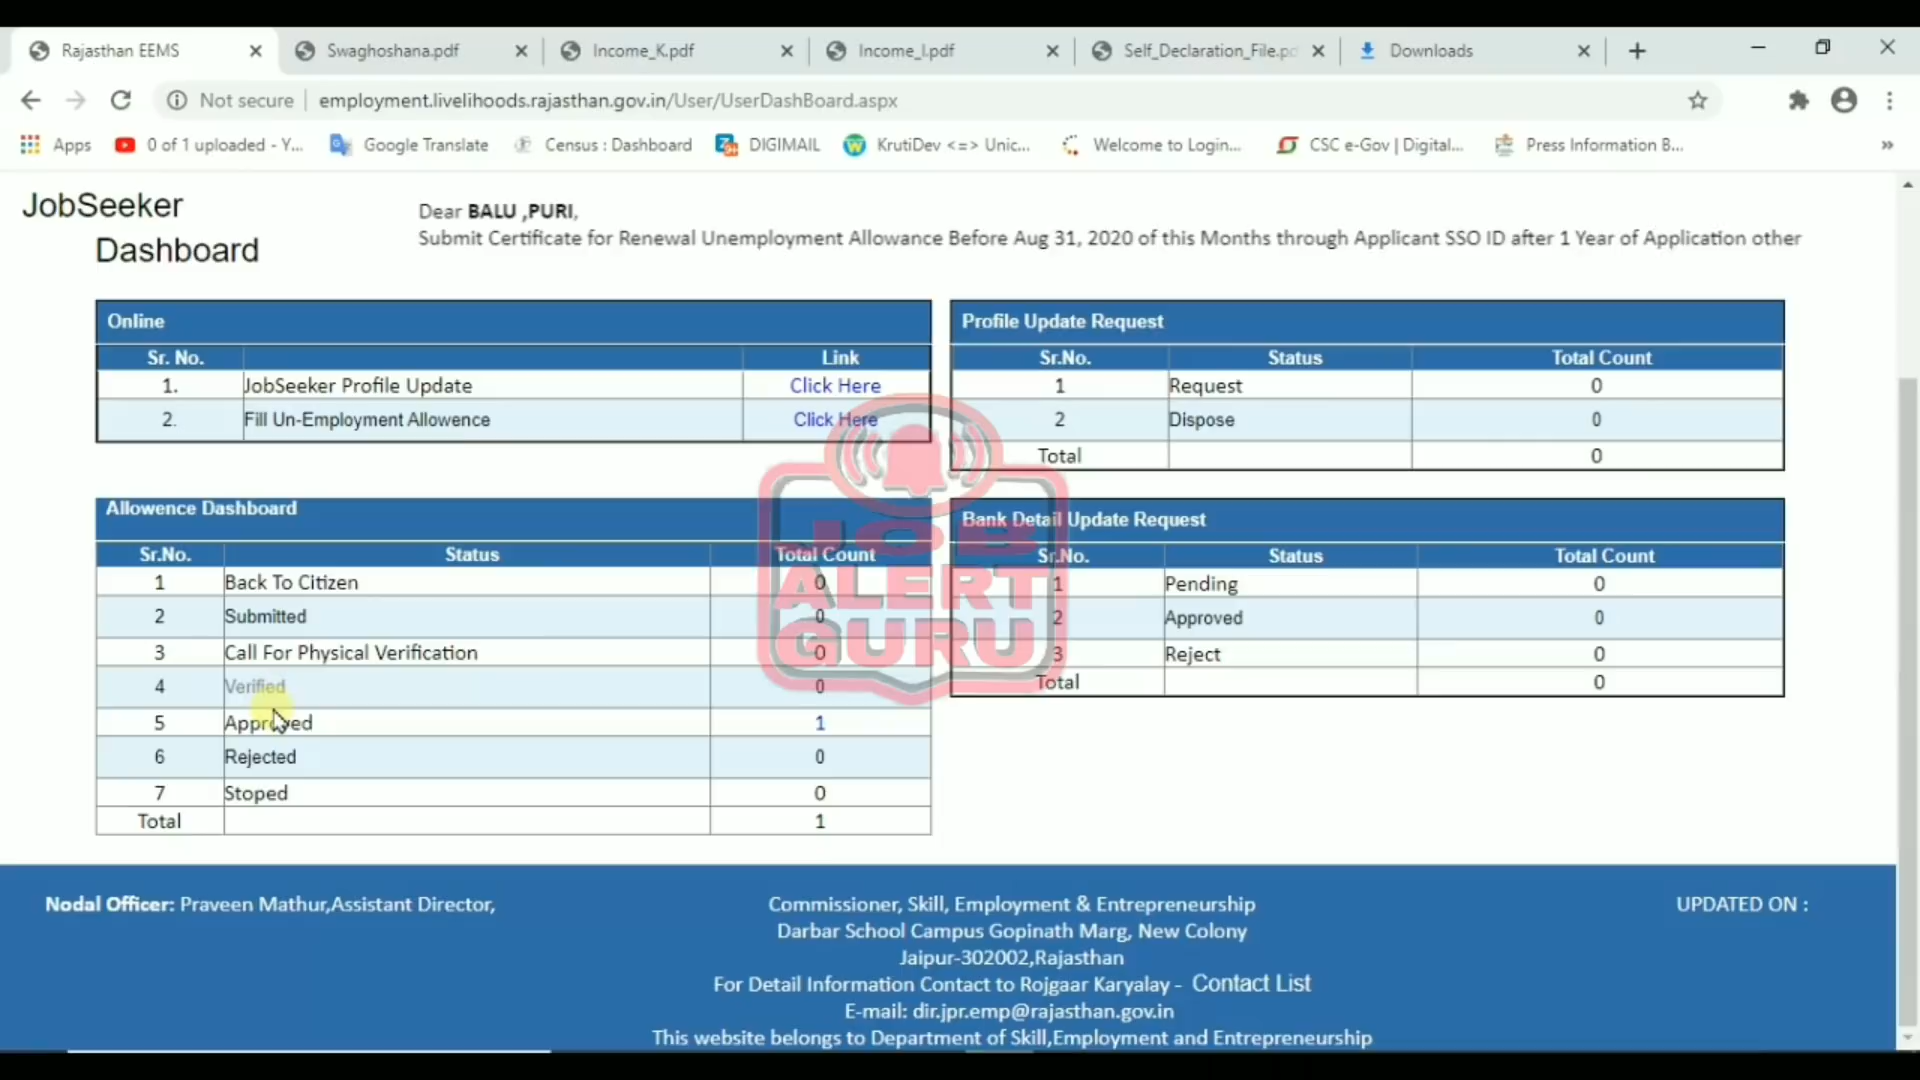 Rajasthan EEMS
Swaghoshana.pdf
Income_K.pdf
Income_I.pdf
Self_Declaration_File.pd
Downloads
Not secure employment.livelihoods.rajasthan.gov.in/User/UserDashBoard.aspx
Apps
0 of 1 uploaded - Y...
Google Translate
Census : Dashboard
DIGIMAIL
KrutiDev <=> Unic...
Welcome to Login...
CSC e-Gov | Digital...
Press Information B...
JobSeeker
Dashboard
Dear BALU ,PURI,
Submit Certificate for Renewal Unemployment Allowance Before Aug 31, 2020 of this Months through Applicant SSO ID after 1 Year of Application other
Online
Sr. No. Link
1. JobSeeker Profile Update Click Here
2. Fill Un-Employment Allowence Click Here
Profile Update Request
Sr.No. Status Total Count
1 Request 0
2 Dispose 0
Total 0
Allowence Dashboard
Sr.No. Status Total Count
1 Back To Citizen 0
2 Submitted 0
3 Call For Physical Verification 0
4 Verified 0
5 Approved 1
6 Rejected 0
7 Stoped 0
Total 1
Bank Detail Update Request
Sr.No. Status Total Count
1 Pending 0
2 Approved 0
3 Reject 0
Total 0
JOB
ALERT
GURU
Nodal Officer: Praveen Mathur,Assistant Director,
Commissioner, Skill, Employment & Entrepreneurship
Darbar School Campus Gopinath Marg, New Colony
Jaipur-302002,Rajasthan
For Detail Information Contact to Rojgaar Karyalay - Contact List
E-mail: dir.jpr.emp@rajasthan.gov.in
This website belongs to Department of Skill,Employment and Entrepreneurship
UPDATED ON :